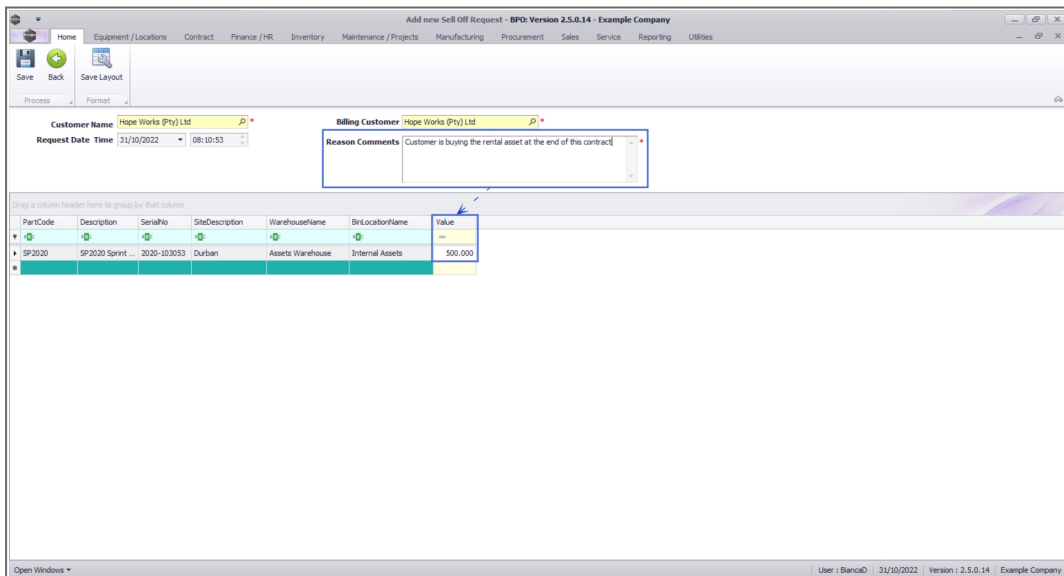 Add new Sell Off Request - BPO: Version 2.5.0.14 - Example Company
Home Equipment / Locations Contract Finance / HR Inventory Maintenance / Projects Manufacturing Procurement Sales Service Reporting Utilities
Save Back Save Layout
Process Format
Customer Name Hope Works (Pty) Ltd * Billing Customer Hope Works (Pty) Ltd *
Request Date Time 31/10/2022 08:10:53 Reason Comments Customer is buying the rental asset at the end of this contract *
Drag a column header here to group by that column
PartCode Description SerialNo SiteDescription WarehouseName BinLocationName Value
=
SP2020 SP2020 Sprint ... 2020-103053 Durban Assets Warehouse Internal Assets 500.000
Open Windows User : BiancaD 31/10/2022 Version : 2.5.0.14 Example Company